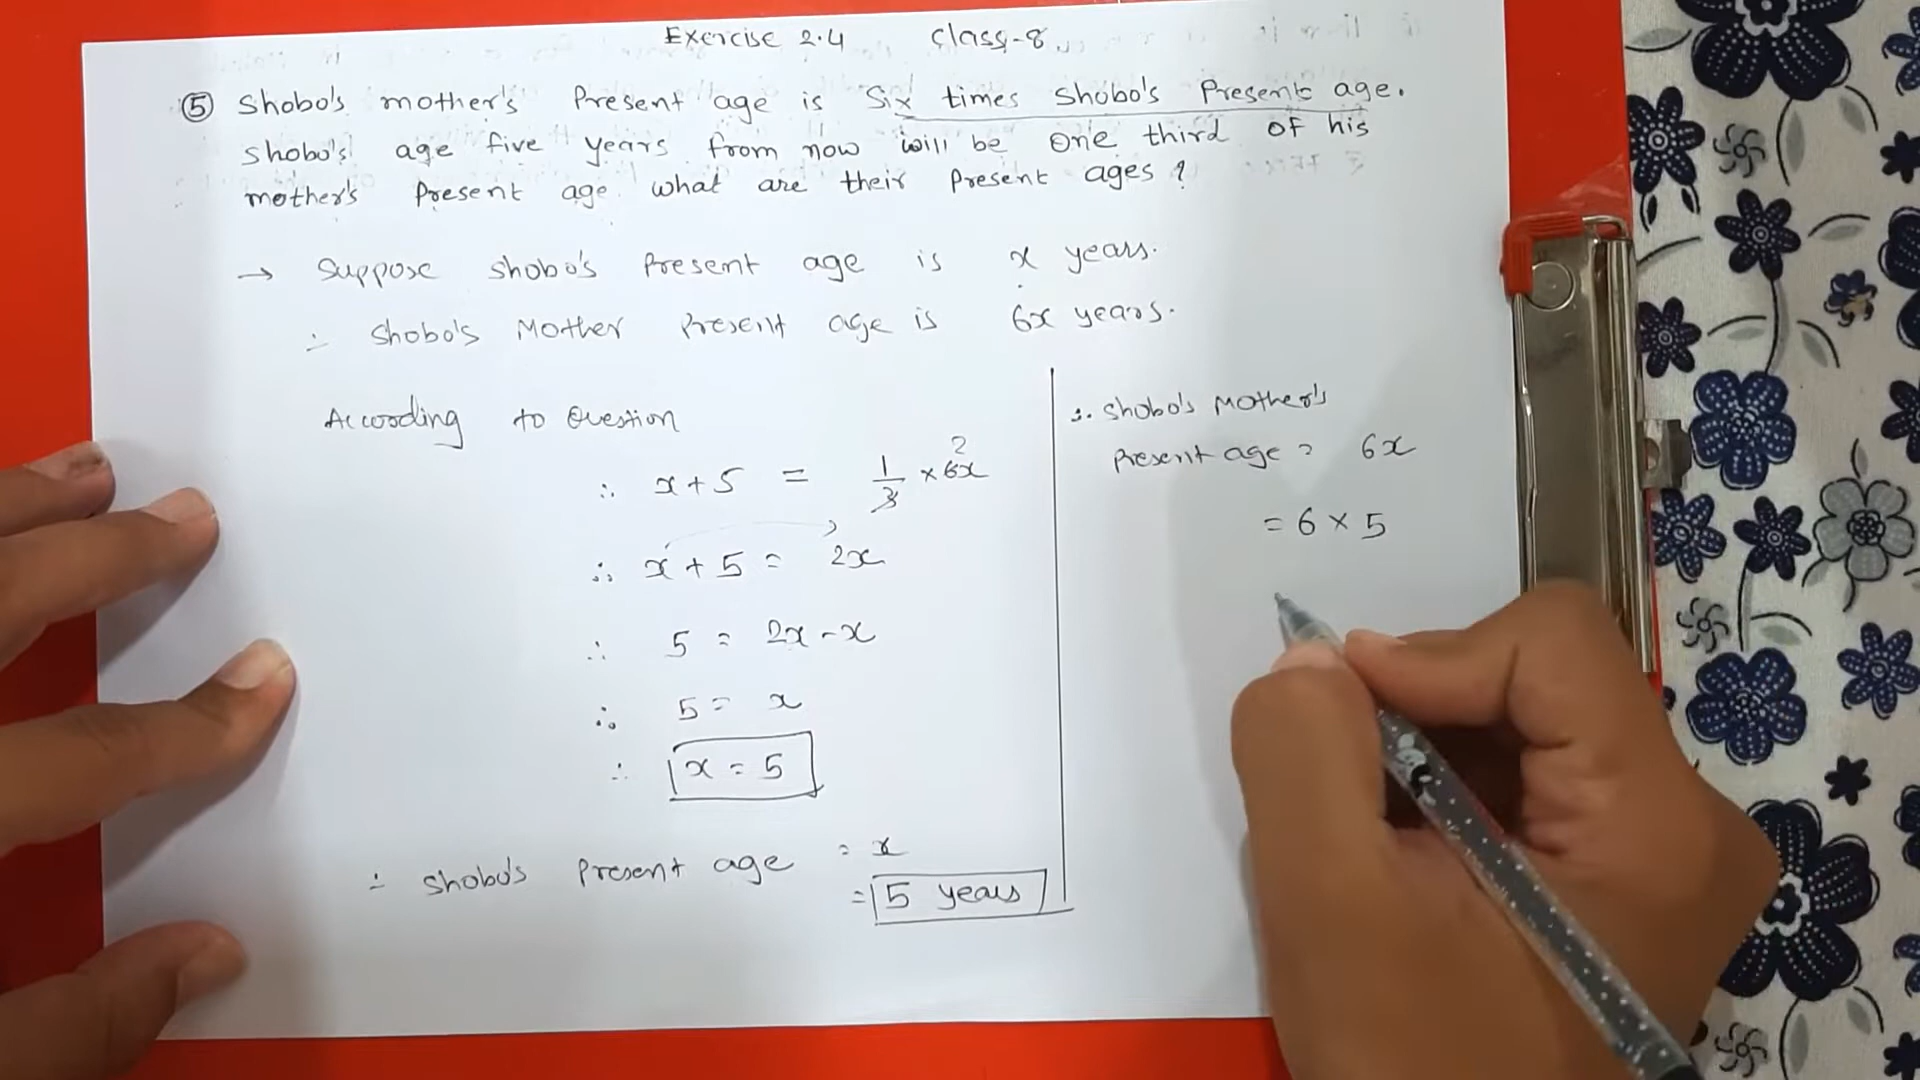 Exercise 2.4 Class-8
⑤ Shobo's mother's Present age is Six times Shobo's Present age.
Shobo's age five years from now will be One third of his
mother's Present age. What are their Present ages?
→ Suppose Shobo's Present age is x years.
∴ Shobo's Mother Present age is 6x years.
According to Question
∴ x+5 = 1/3 × 6x 2
∴ x+5 = 2x
∴ 5 = 2x-x
∴ 5 = x
∴ x = 5
∴ Shobo's Present age = x
= 5 years
∴ Shobo's Mother's
Present age = 6x
= 6 × 5